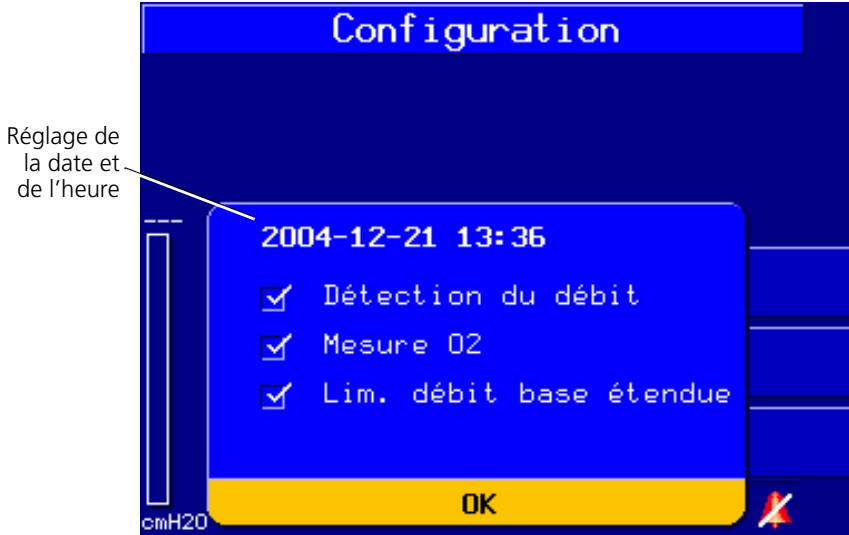 Configuration
Réglage de
la date et
de l'heure
---
2004-12-21 13:36
Détection du débit
Mesure O2
Lim. débit base étendue
OK
cmH2O